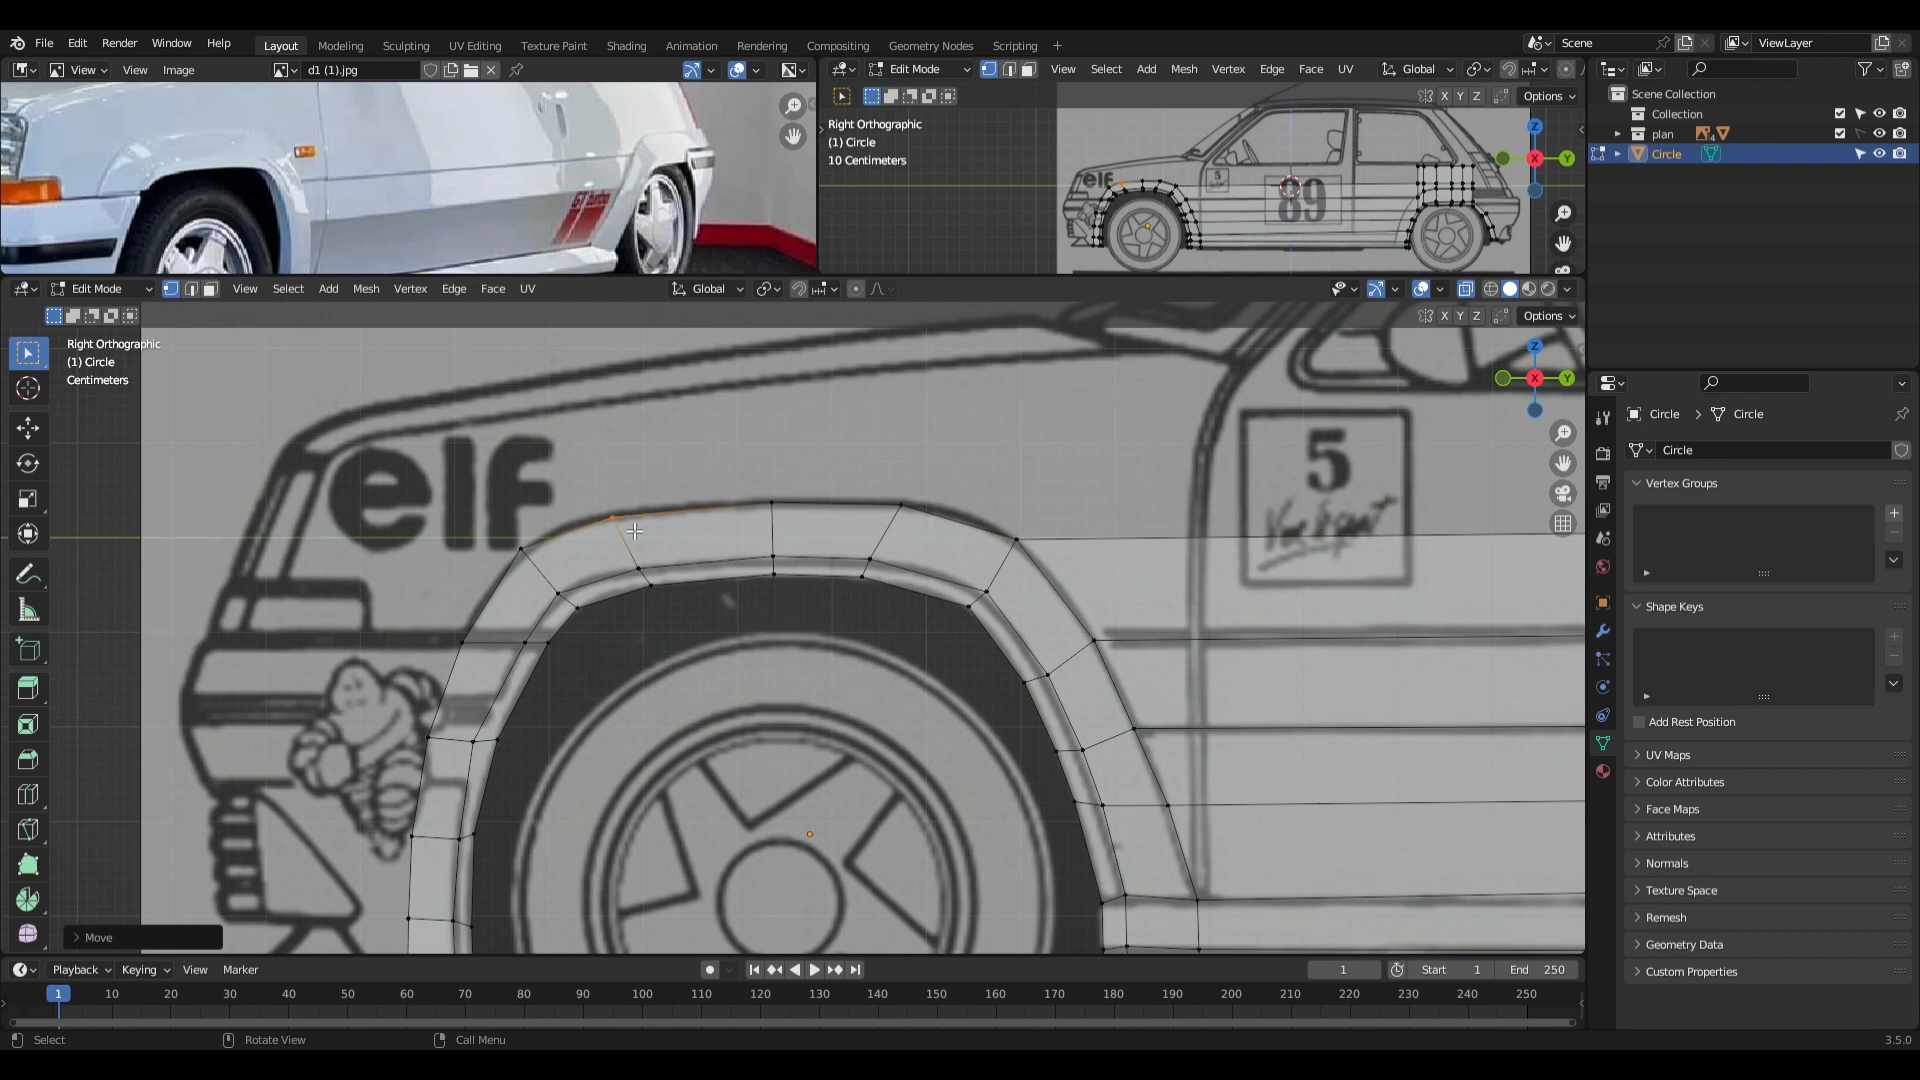 File Edit Render Window Help Layout Modeling Sculpting UV Editing Texture Paint Shading Animation Rendering Compositing Geometry Nodes Scripting + Scene ViewLayer
View View Image d1 (1).jpg Edit Mode View Select Add Mesh Vertex Edge Face UV Global
X Y Z Options
Right Orthographic
(1) Circle
10 Centimeters
elf
5
89
GT turbo
Z
X
Y
Scene Collection
Collection
plan 4
Circle
Edit Mode View Select Add Mesh Vertex Edge Face UV Global
X Y Z Options
Right Orthographic
(1) Circle
Centimeters
Z
X
Y
elf
5
Move
Circle > Circle
Circle
Vertex Groups
Shape Keys
Add Rest Position
UV Maps
Color Attributes
Face Maps
Attributes
Normals
Texture Space
Remesh
Geometry Data
Custom Properties
Playback Keying View Marker 1 Start 1 End 250
1 10 20 30 40 50 60 70 80 90 100 110 120 130 140 150 160 170 180 190 200 210 220 230 240 250
Select Rotate View Call Menu 3.5.0